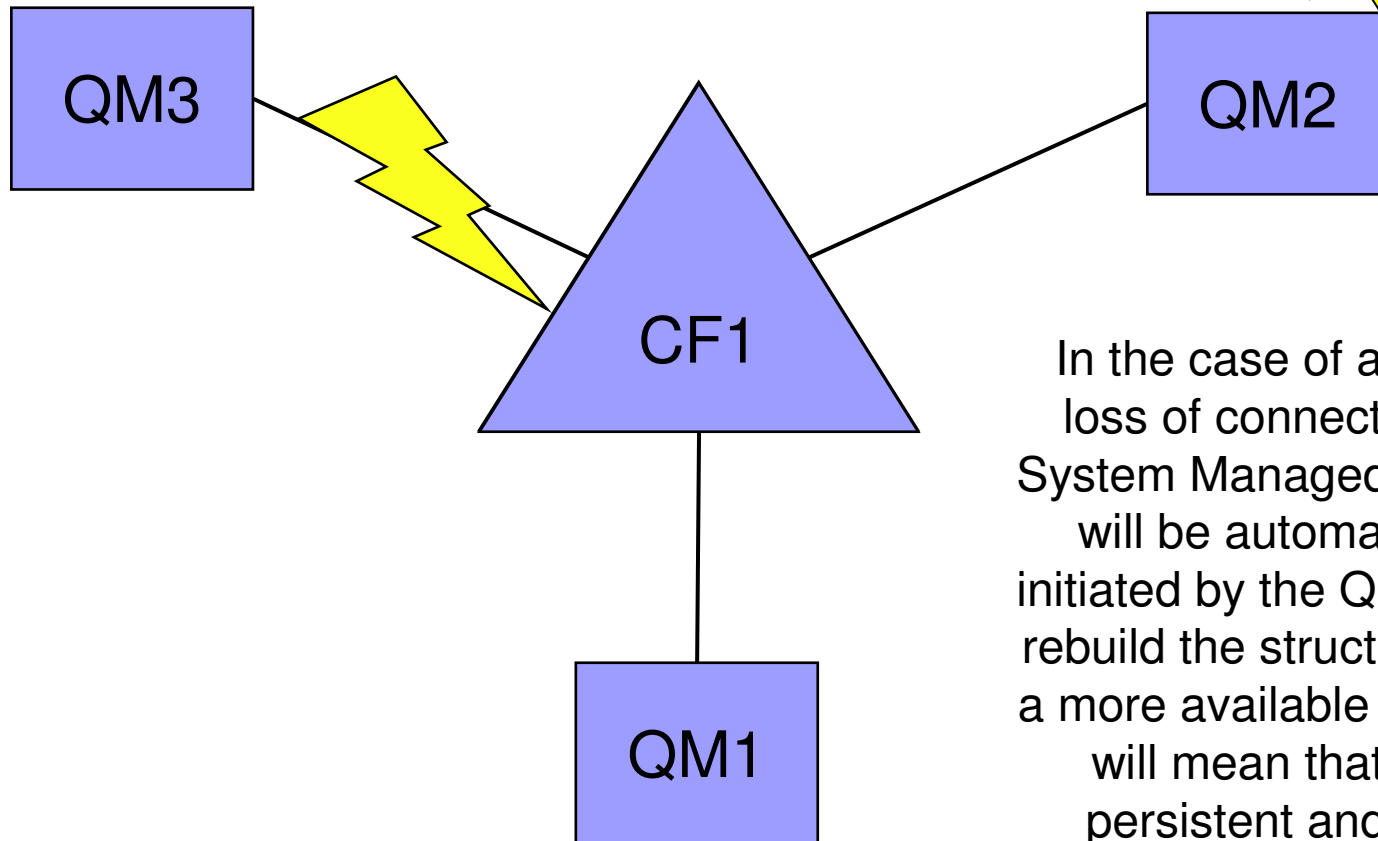 QM3
QM2
CF1
QM1
In the case of a
loss of connect
System Managed
will be automa
initiated by the Q
rebuild the struct
a more available
will mean that
persistent and